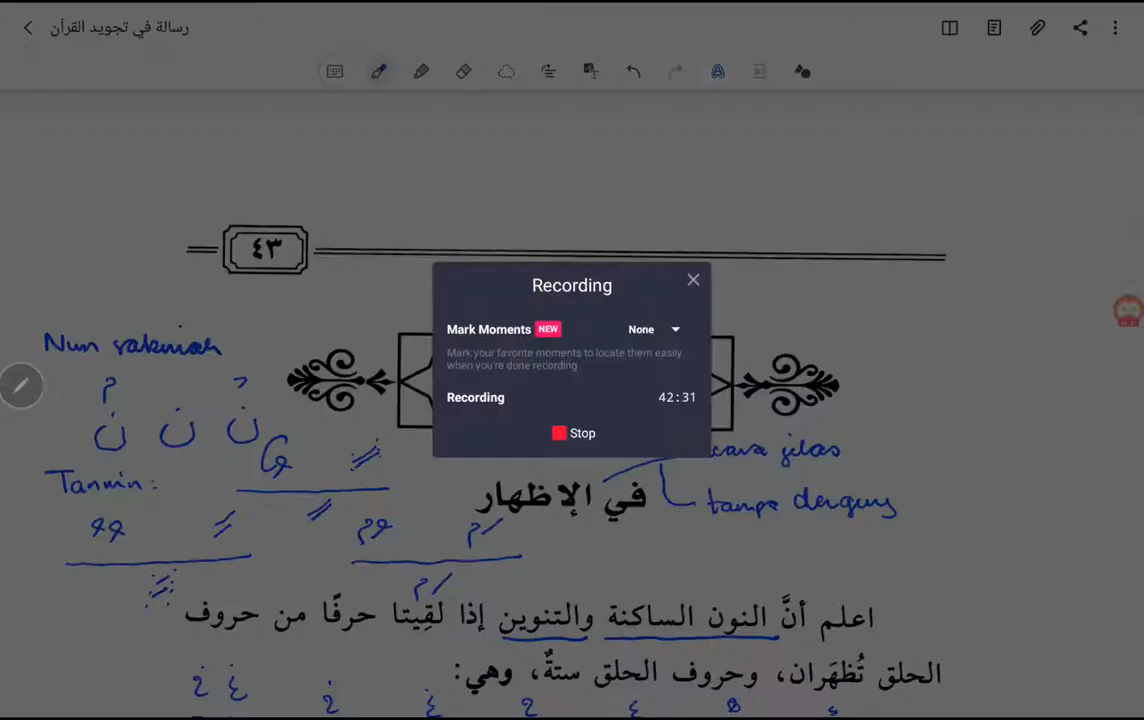 رسالة في تجويد القرآن
٤٣
Recording
Mark Moments NEW None
Mark your favorite moments to locate them easily
when you're done recording
Recording 42:31
Stop
Nun sakinah
ن ن ن
Tanwin:
jelas
tanpa dengung
في الإظهار
اعلم أنَّ النون الساكنة والتنوين إذا لَقِيتا حرفًا من حروف
الحلق تُظهَران، وحروف الحلق ستةٌ، وهي: